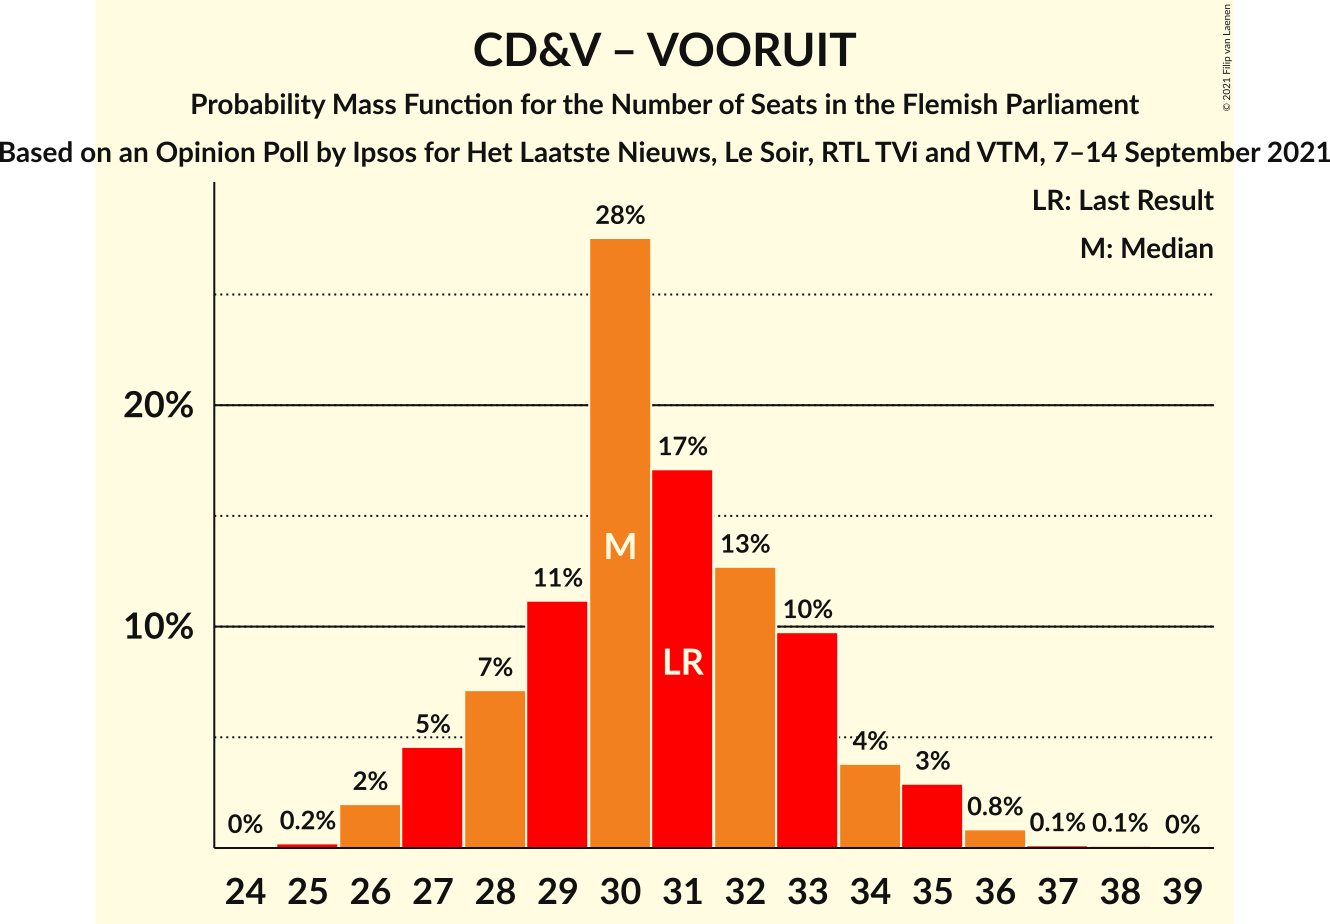 CD&V – VOORUIT
Probability Mass Function for the Number of Seats in the Flemish Parliament
Based on an Opinion Poll by Ipsos for Het Laatste Nieuws, Le Soir, RTL TVi and VTM, 7–14 September 2021
© 2021 Filip van Laenen
LR: Last Result
M: Median
28%
20%
17%
M
13%
11%
10%
10%
LR
7%
5%
4%
3%
2%
0.8%
0% 0.2% 0.1% 0.1% 0%
24 25 26 27 28 29 30 31 32 33 34 35 36 37 38 39